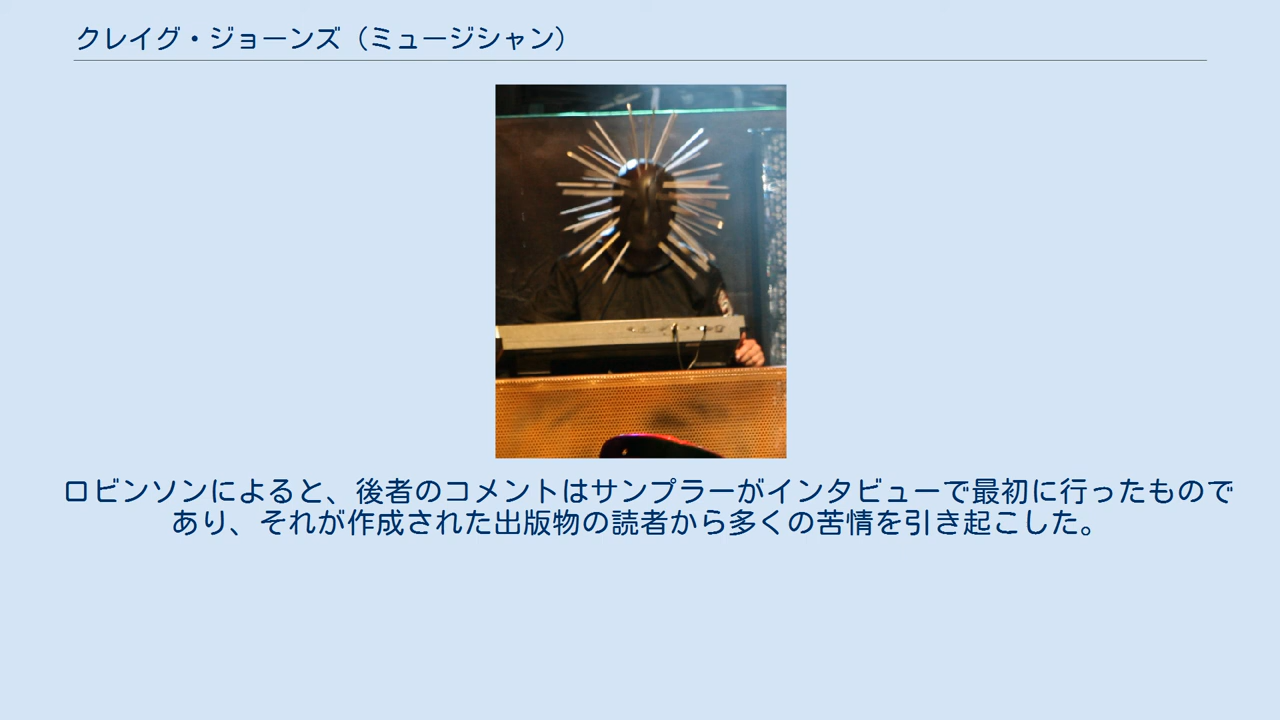 クレイグ・ジョーンズ（ミュージシャン）
ロビンソンによると、後者のコメントはサンプラーがインタビューで最初に行ったもので
あり、それが作成された出版物の読者から多くの苦情を引き起こした。